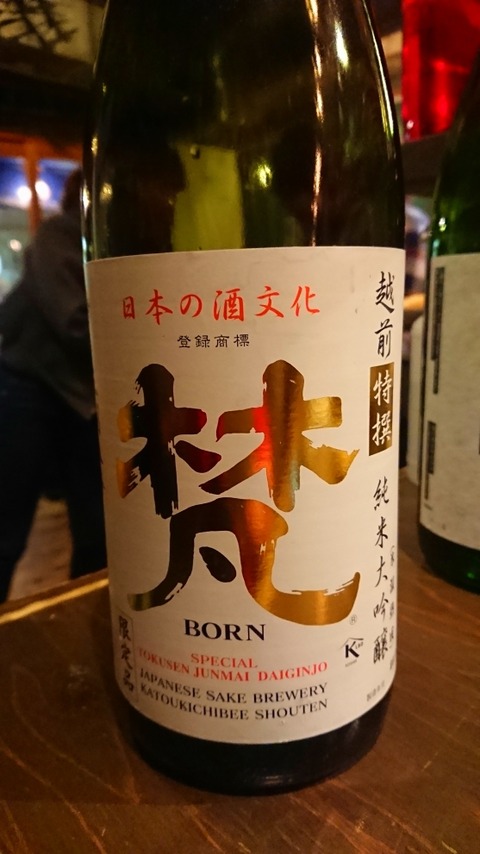 日本の酒文化
登録商標
梵
BORN
SPECIAL
TOKUSEN JUNMAI DAIGINJO
JAPANESE SAKE BREWERY
KATOUKICHIBEE SHOUTEN
越前特撰純米大吟醸
限定品
K
®